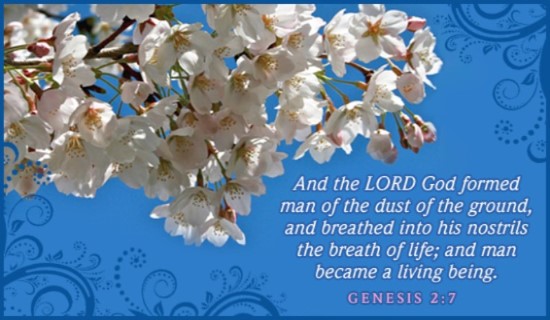 And the LORD God formed
man of the dust of the ground,
and breathed into his nostrils
the breath of life; and man
became a living being.
GENESIS 2:7